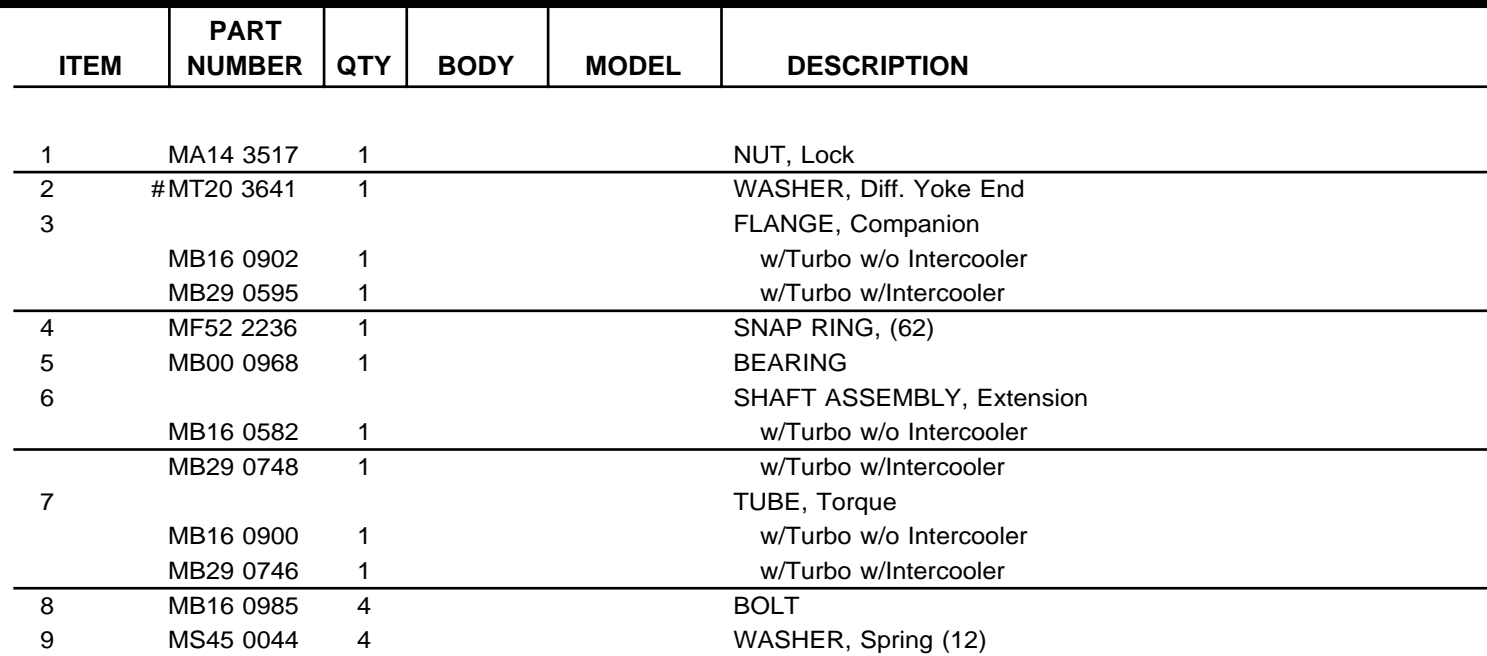 PART
ITEM NUMBER QTY BODY MODEL DESCRIPTION
1 MA14 3517 1 NUT, Lock
2 #MT20 3641 1 WASHER, Diff. Yoke End
3 FLANGE, Companion
MB16 0902 1 w/Turbo w/o Intercooler
MB29 0595 1 w/Turbo w/Intercooler
4 MF52 2236 1 SNAP RING, (62)
5 MB00 0968 1 BEARING
6 SHAFT ASSEMBLY, Extension
MB16 0582 1 w/Turbo w/o Intercooler
MB29 0748 1 w/Turbo w/Intercooler
7 TUBE, Torque
MB16 0900 1 w/Turbo w/o Intercooler
MB29 0746 1 w/Turbo w/Intercooler
8 MB16 0985 4 BOLT
9 MS45 0044 4 WASHER, Spring (12)